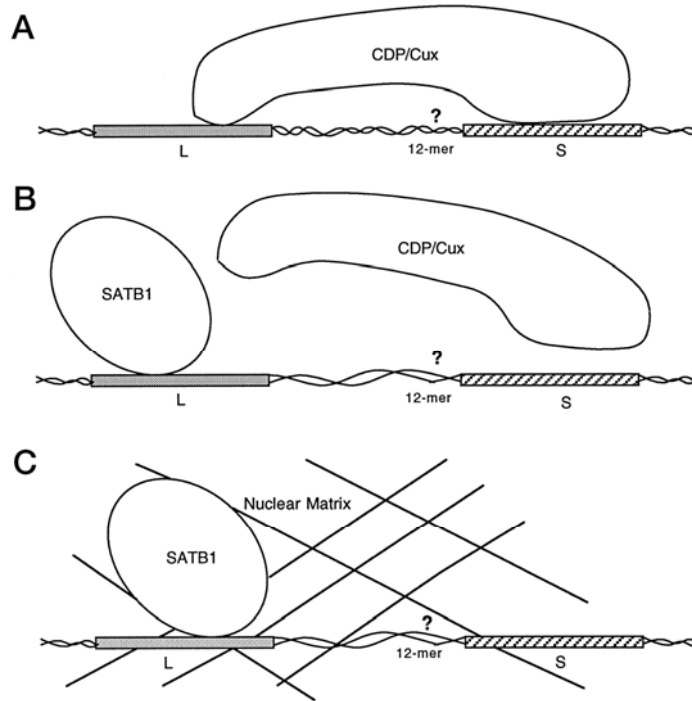 A
CDP/Cux
?
12-mer
L
S
B
SATB1
CDP/Cux
?
12-mer
L
S
C
Nuclear Matrix
SATB1
?
12-mer
L
S